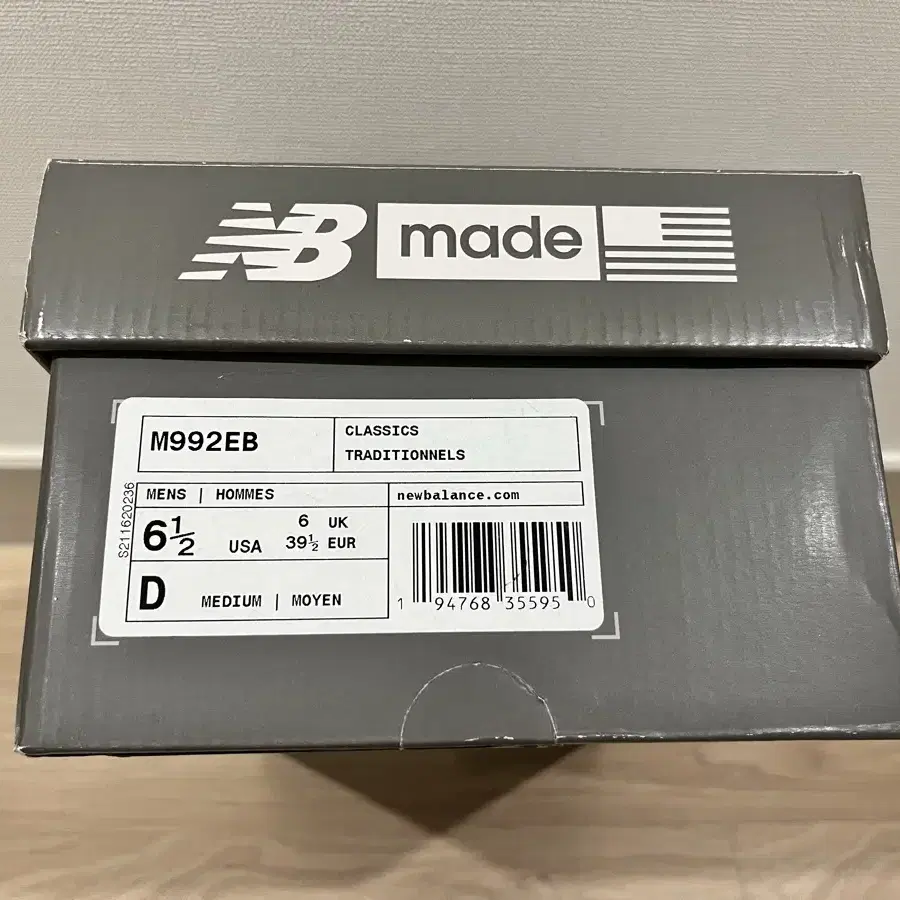 NB made
M992EB
CLASSICS
TRADITIONNELS
S211620236
MENS | HOMMES
newbalance.com
6½ USA
6 UK
39½ EUR
D MEDIUM | MOYEN
1 94768 35595 0